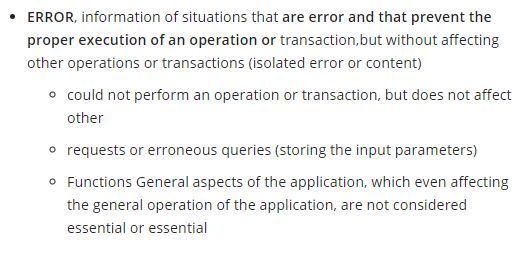 ERROR, information of situations that are error and that prevent the
proper execution of an operation or transaction,but without affecting
other operations or transactions (isolated error or content)
could not perform an operation or transaction, but does not affect
other
requests or erroneous queries (storing the input parameters)
Functions General aspects of the application, which even affecting
the general operation of the application, are not considered
essential or essential